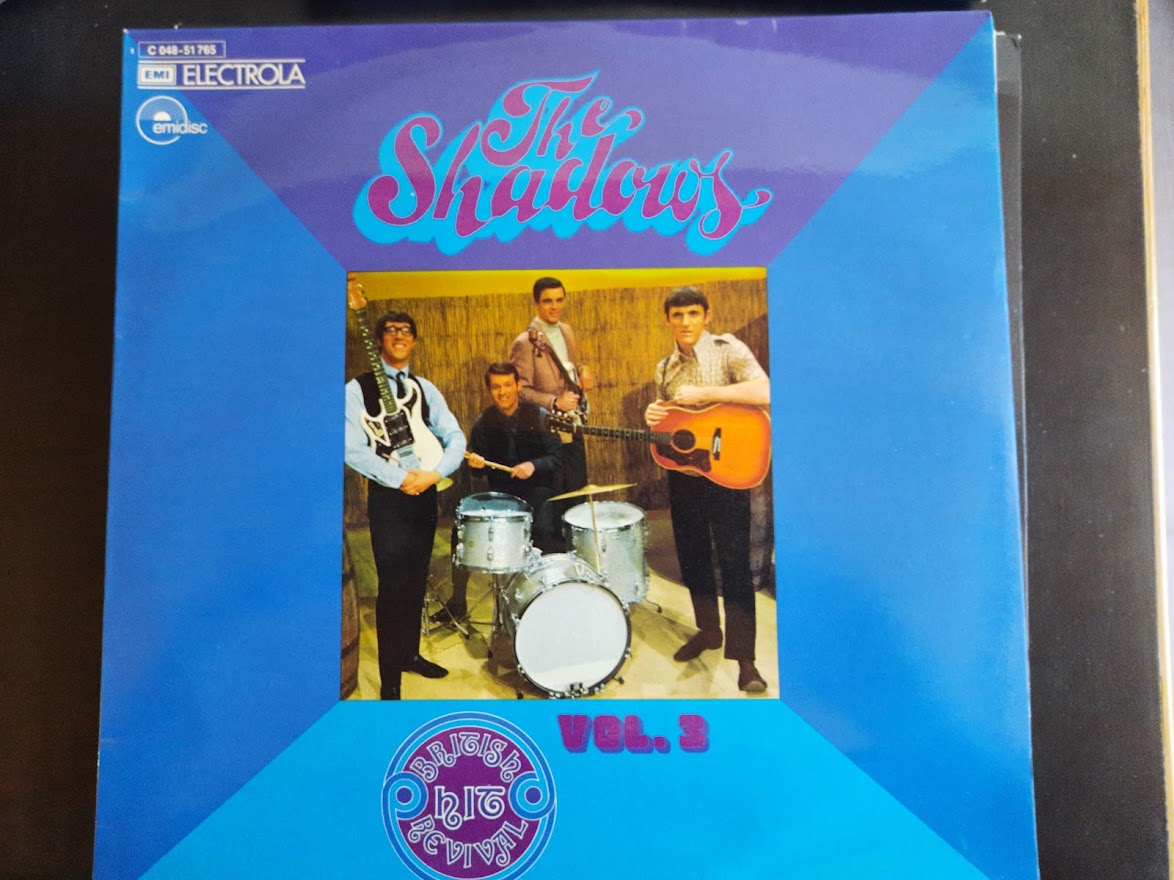 1 C 048-51 765
EMI ELECTROLA
emidisc
The
Shadows
VOL. 3
BRITISH
HIT
REVIVAL